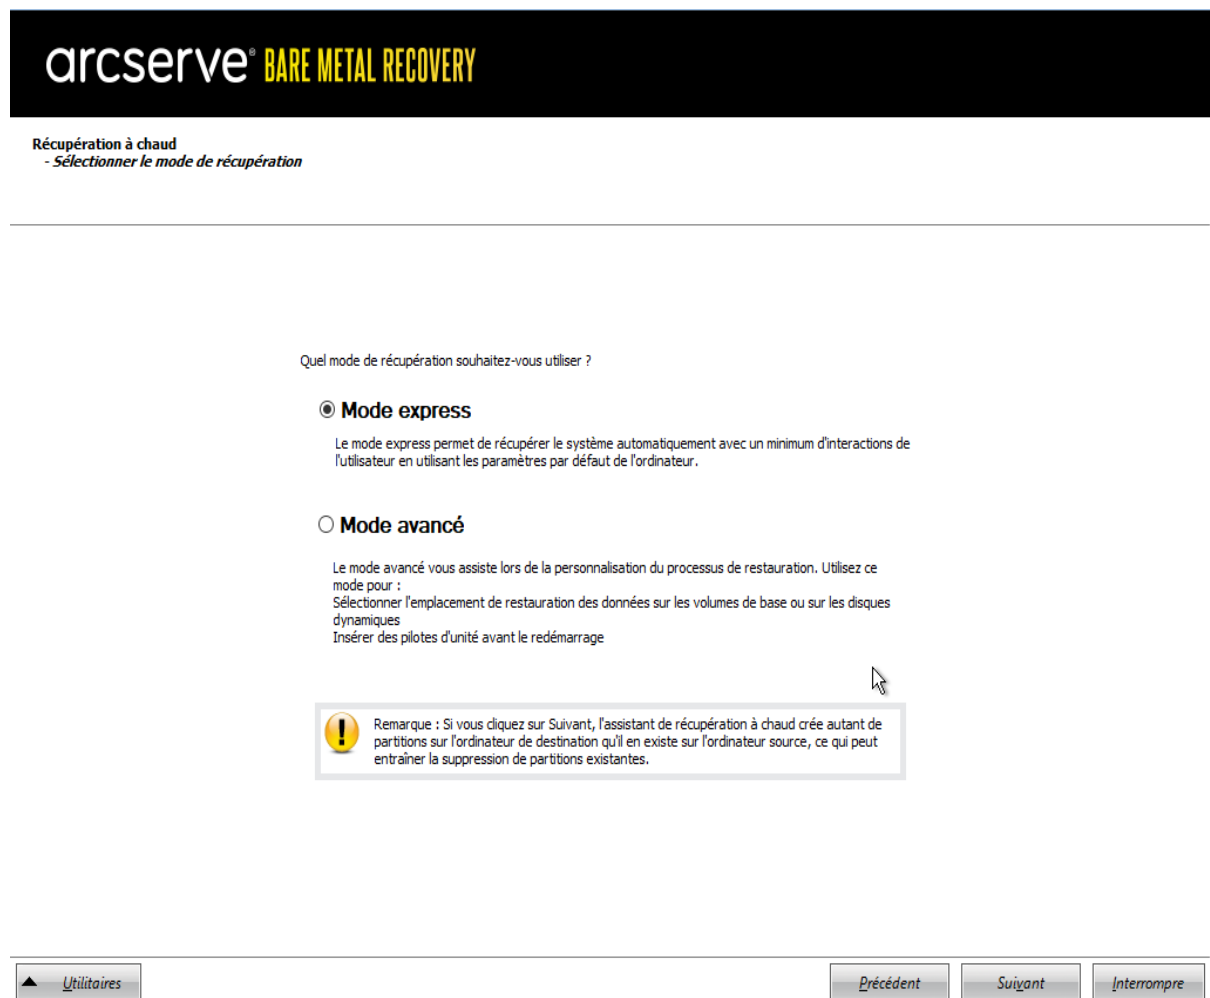 arcserve® BARE METAL RECOVERY
Récupération à chaud
- Sélectionner le mode de récupération
Quel mode de récupération souhaitez-vous utiliser ?
Mode express
Le mode express permet de récupérer le système automatiquement avec un minimum d'interactions de
l'utilisateur en utilisant les paramètres par défaut de l'ordinateur.
Mode avancé
Le mode avancé vous assiste lors de la personnalisation du processus de restauration. Utilisez ce
mode pour :
Sélectionner l'emplacement de restauration des données sur les volumes de base ou sur les disques
dynamiques
Insérer des pilotes d'unité avant le redémarrage
Remarque : Si vous cliquez sur Suivant, l'assistant de récupération à chaud crée autant de
partitions sur l'ordinateur de destination qu'il en existe sur l'ordinateur source, ce qui peut
entraîner la suppression de partitions existantes.
Utilitaires
Précédent
Suivant
Interrompre